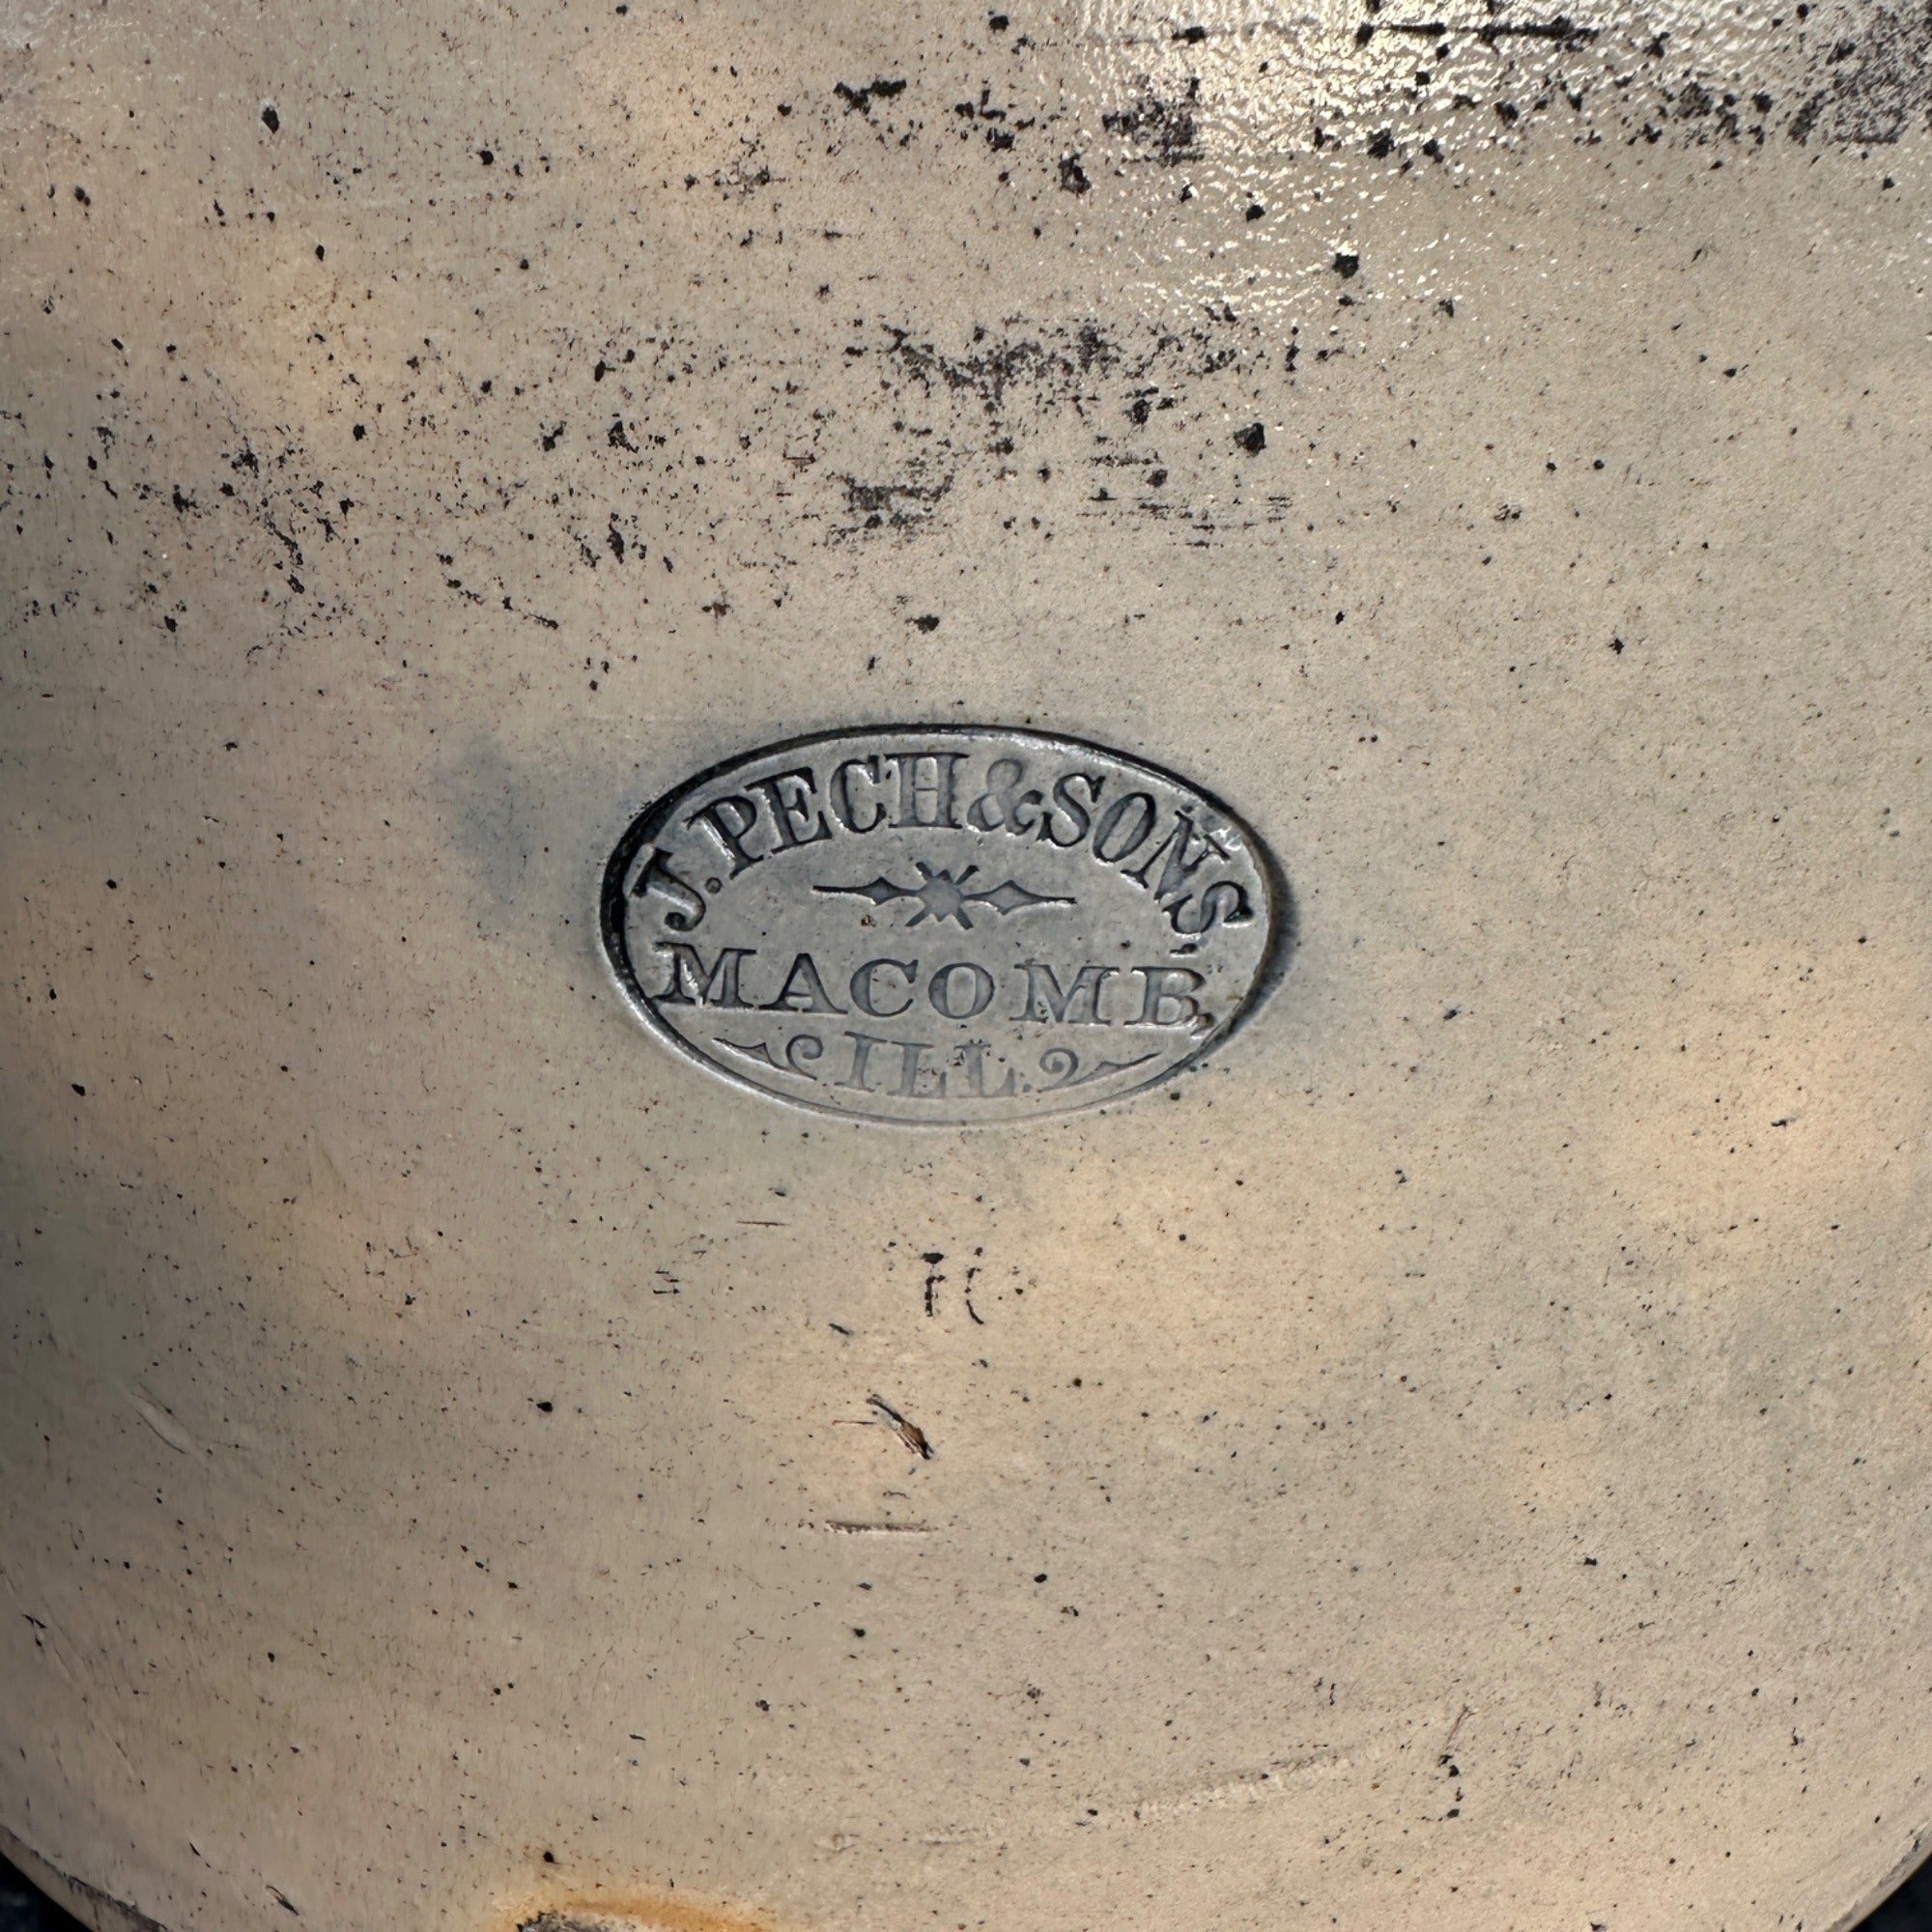 J. PECH & SONS,
MACOMB,
ILL.